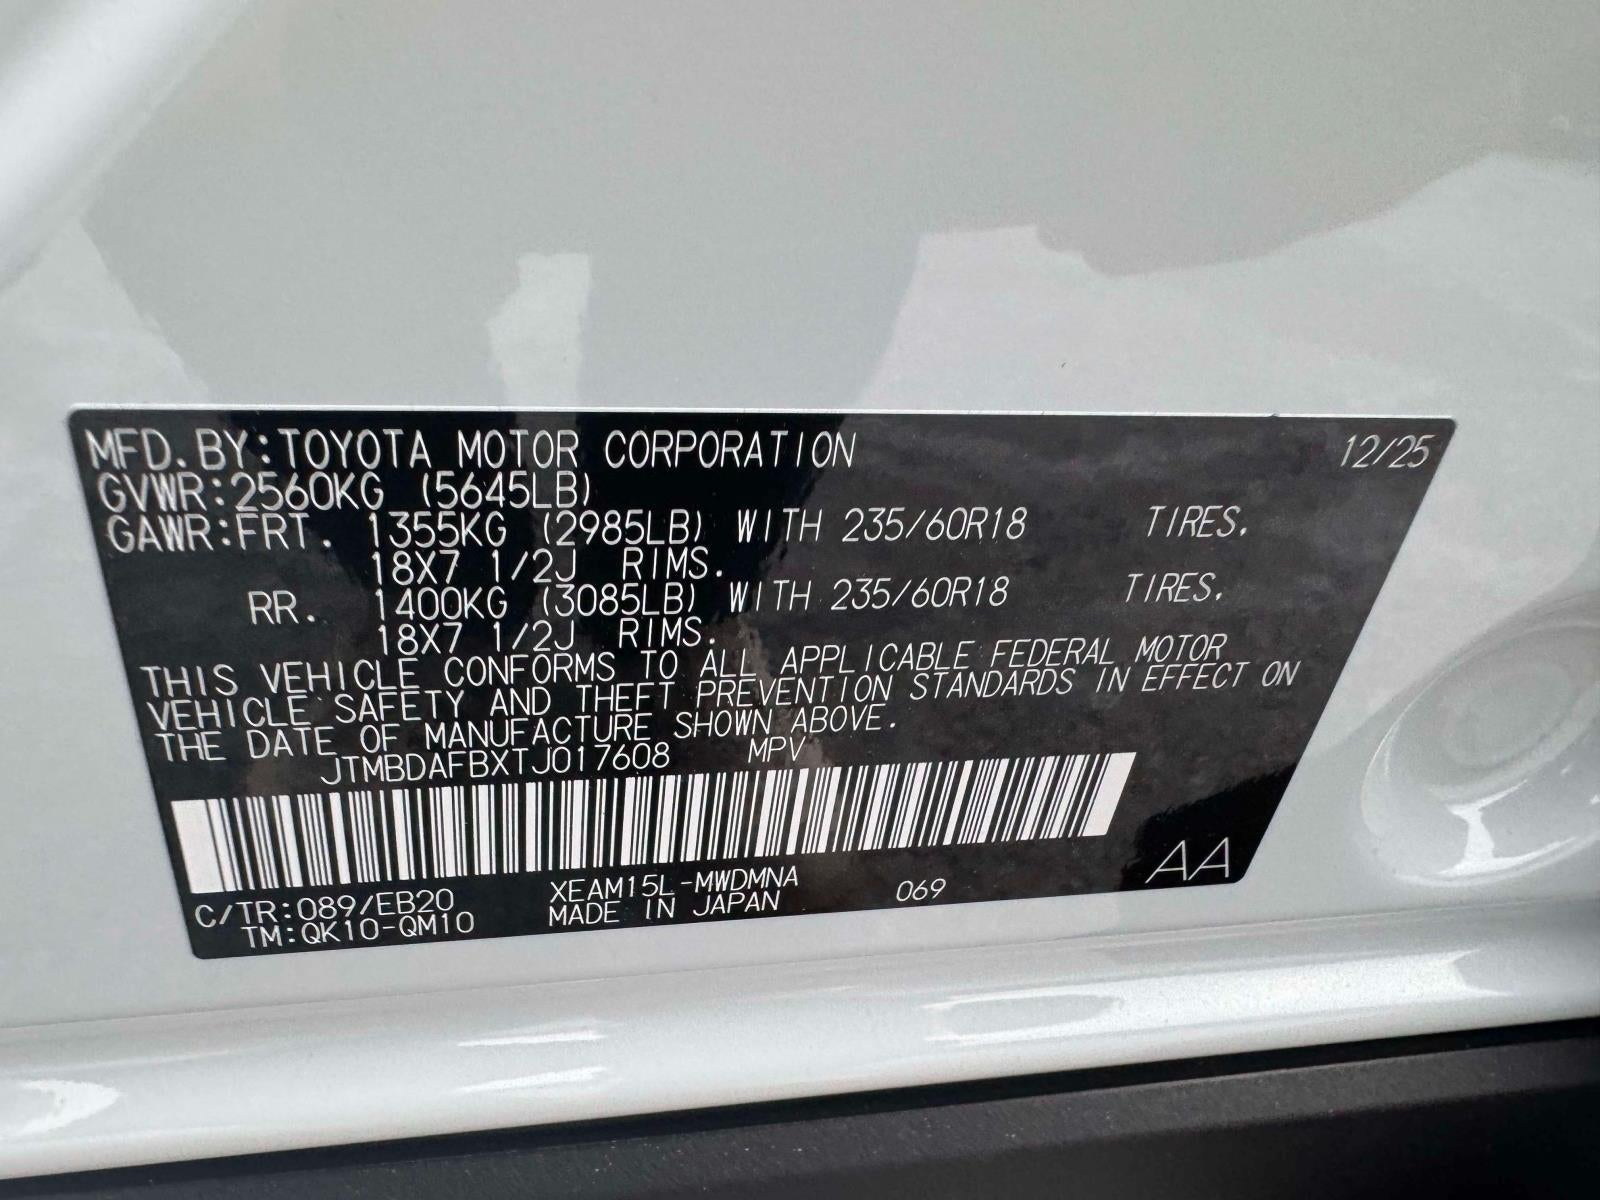 MFD.BY:TOYOTA MOTOR CORPORATION 12/25
GVWR:2560KG (5645LB)
GAWR:FRT. 1355KG (2985LB) WITH 235/60R18 TIRES.
18X7 1/2J RIMS.
RR. 1400KG (3085LB) WITH 235/60R18 TIRES.
18X7 1/2J RIMS.
THIS VEHICLE CONFORMS TO ALL APPLICABLE FEDERAL MOTOR
VEHICLE SAFETY AND THEFT PREVENTION STANDARDS IN EFFECT ON
THE DATE OF MANUFACTURE SHOWN ABOVE.
JTMBDAFBXTJ017608 MPV
C/TR:089/EB20 XEAM15L-MWDMNA 069 AA
TM:QK10-QM10 MADE IN JAPAN